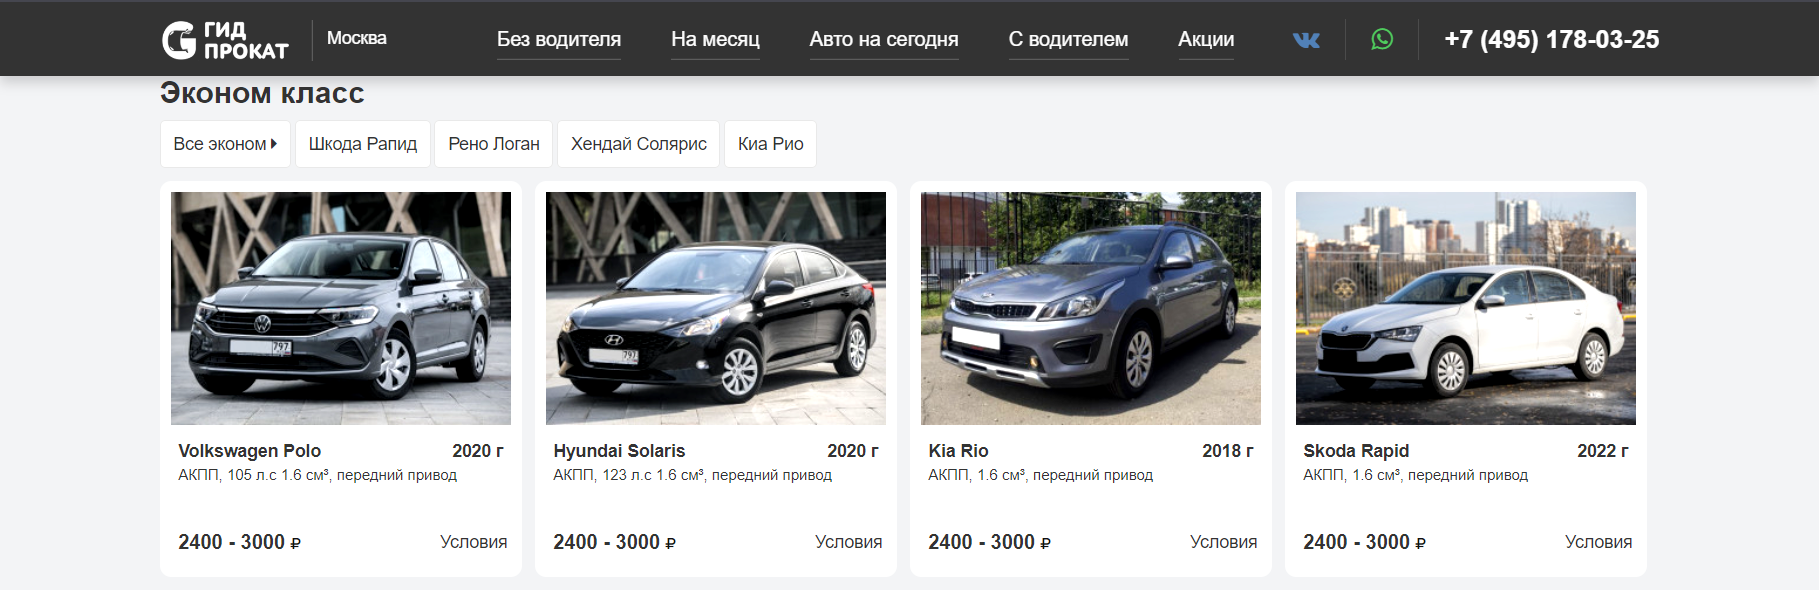 ГИД
ПРОКАТ
Москва
Без водителя
На месяц
Авто на сегодня
С водителем
Акции
+7 (495) 178-03-25
Эконом класс
Все эконом
Шкода Рапид
Рено Логан
Хендай Солярис
Киа Рио
797
797
Volkswagen Polo 2020 г
АКПП, 105 л.с 1.6 см³, передний привод
2400 - 3000 ₽ Условия
Hyundai Solaris 2020 г
АКПП, 123 л.с 1.6 см³, передний привод
2400 - 3000 ₽ Условия
Kia Rio 2018 г
АКПП, 1.6 см³, передний привод
2400 - 3000 ₽ Условия
Skoda Rapid 2022 г
АКПП, 1.6 см³, передний привод
2400 - 3000 ₽ Условия